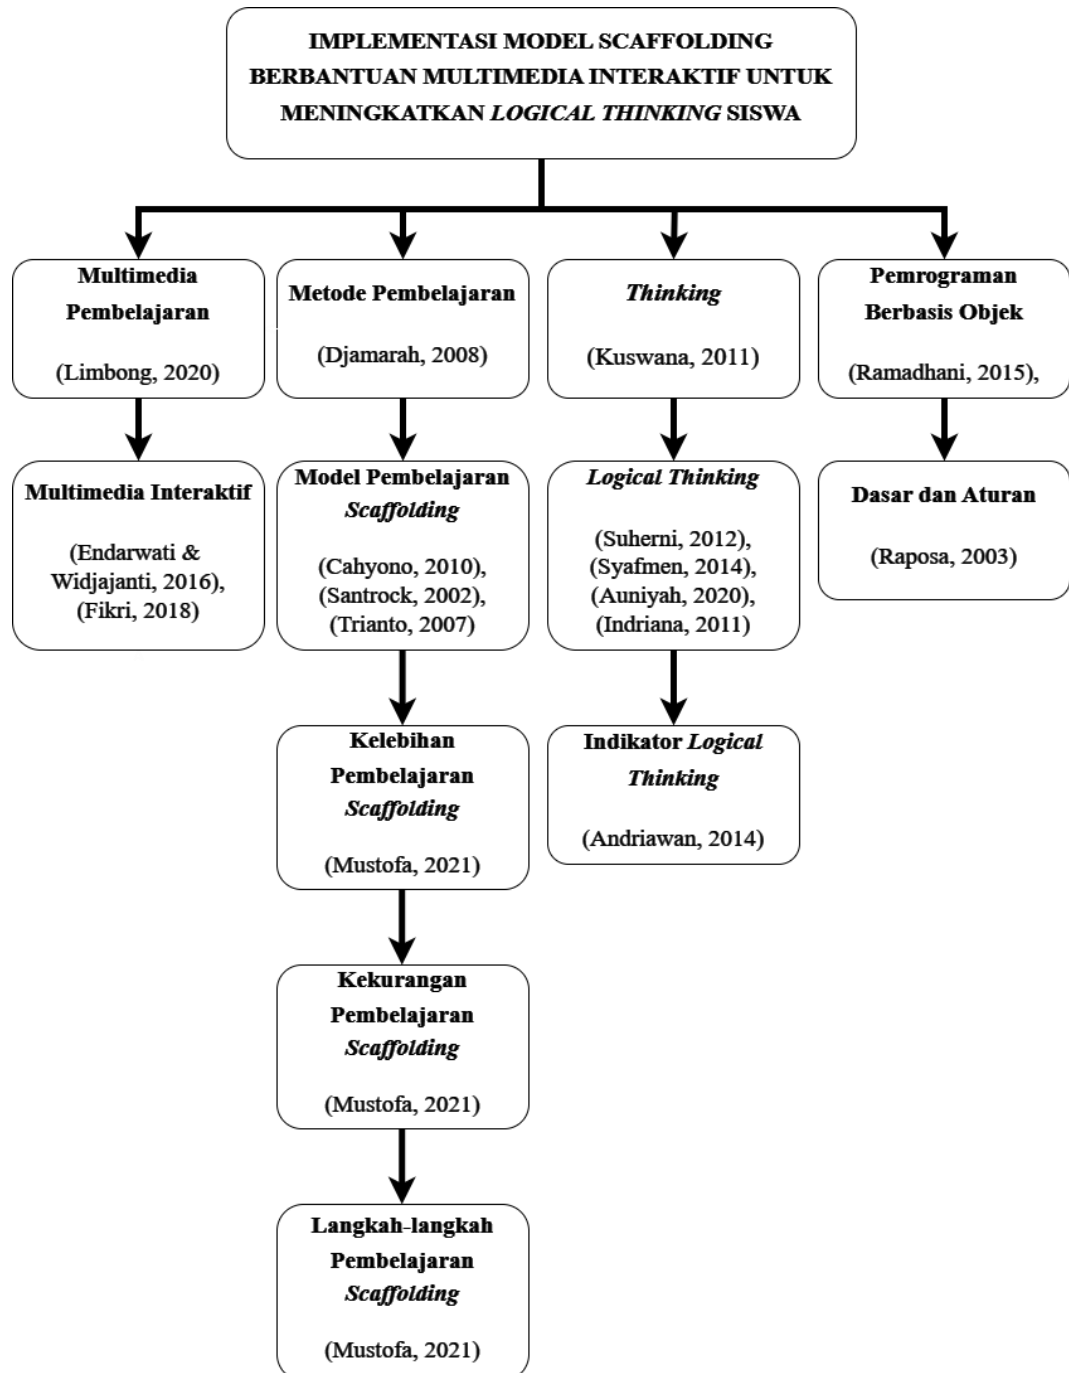 IMPLEMENTASI MODEL SCAFFOLDING
BERBANTUAN MULTIMEDIA INTERAKTIF UNTUK
MENINGKATKAN LOGICAL THINKING SISWA
Multimedia
Pembelajaran
(Limbong, 2020)
Metode Pembelajaran
(Djamarah, 2008)
Thinking
(Kuswana, 2011)
Pemrograman
Berbasis Objek
(Ramadhani, 2015),
Multimedia Interaktif
(Endarwati &
Widjajanti, 2016),
(Fikri, 2018)
Model Pembelajaran
Scaffolding
(Cahyono, 2010),
(Santrock, 2002),
(Trianto, 2007)
Logical Thinking
(Suherni, 2012),
(Syafmen, 2014),
(Auniyah, 2020),
(Indriana, 2011)
Dasar dan Aturan
(Raposa, 2003)
Kelebihan
Pembelajaran
Scaffolding
(Mustofa, 2021)
Indikator Logical
Thinking
(Andriawan, 2014)
Kekurangan
Pembelajaran
Scaffolding
(Mustofa, 2021)
Langkah-langkah
Pembelajaran
Scaffolding
(Mustofa, 2021)